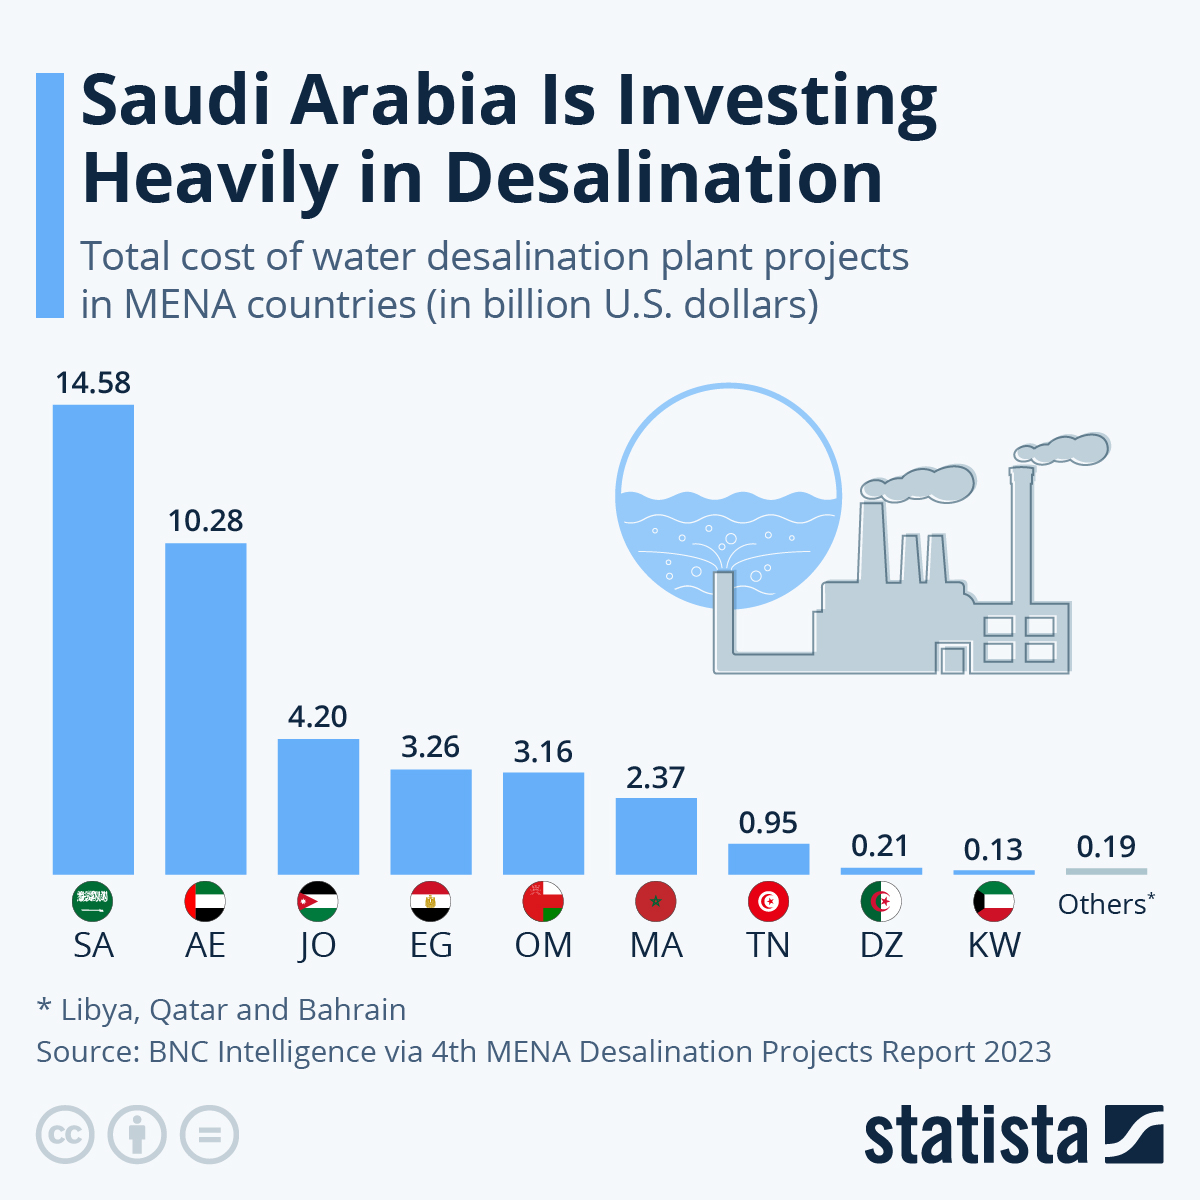 Saudi Arabia Is Investing
Heavily in Desalination
Total cost of water desalination plant projects
in MENA countries (in billion U.S. dollars)
14.58
10.28
4.20
3.26
3.16
2.37
0.95
0.21
0.13
0.19
SA
AE
JO
EG
OM
MA
TN
DZ
KW
Others*
* Libya, Qatar and Bahrain
Source: BNC Intelligence via 4th MENA Desalination Projects Report 2023
cc
statista